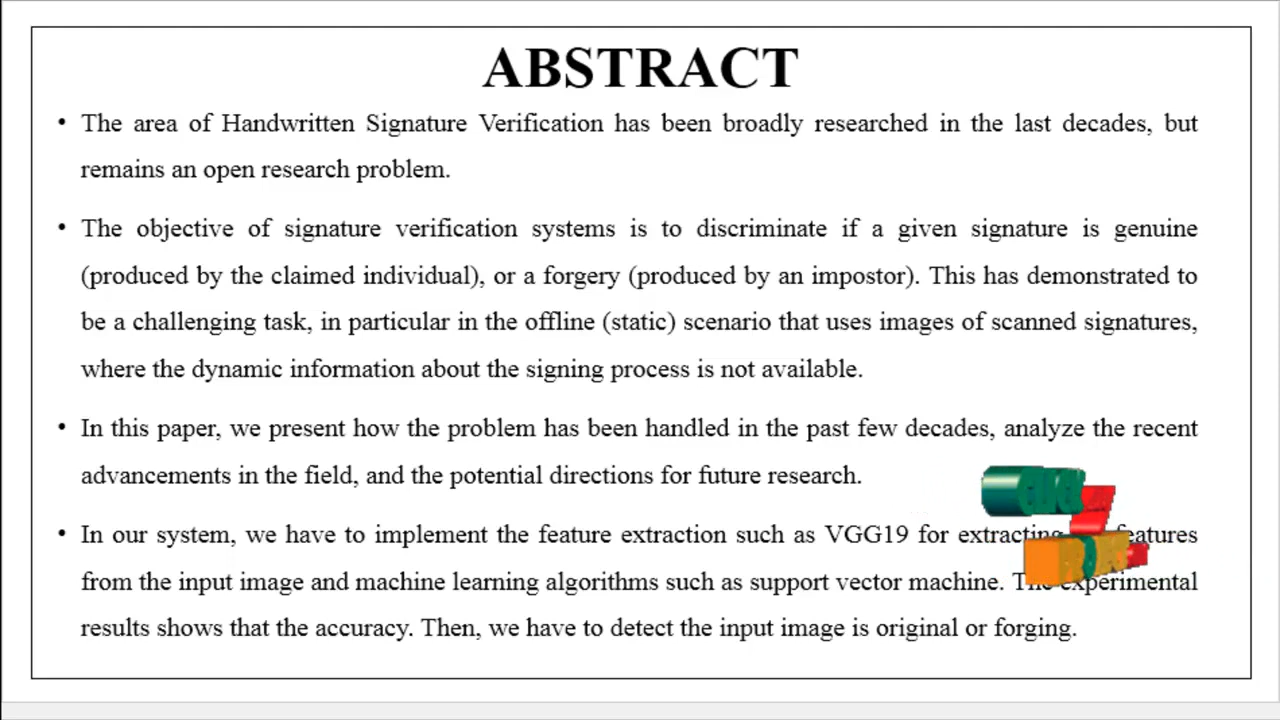 ABSTRACT
• The area of Handwritten Signature Verification has been broadly researched in the last decades, but
remains an open research problem.
• The objective of signature verification systems is to discriminate if a given signature is genuine
(produced by the claimed individual), or a forgery (produced by an impostor). This has demonstrated to
be a challenging task, in particular in the offline (static) scenario that uses images of scanned signatures,
where the dynamic information about the signing process is not available.
• In this paper, we present how the problem has been handled in the past few decades, analyze the recent
advancements in the field, and the potential directions for future research.
• In our system, we have to implement the feature extraction such as VGG19 for extracting features
from the input image and machine learning algorithms such as support vector machine. The experimental
results shows that the accuracy. Then, we have to detect the input image is original or forging.